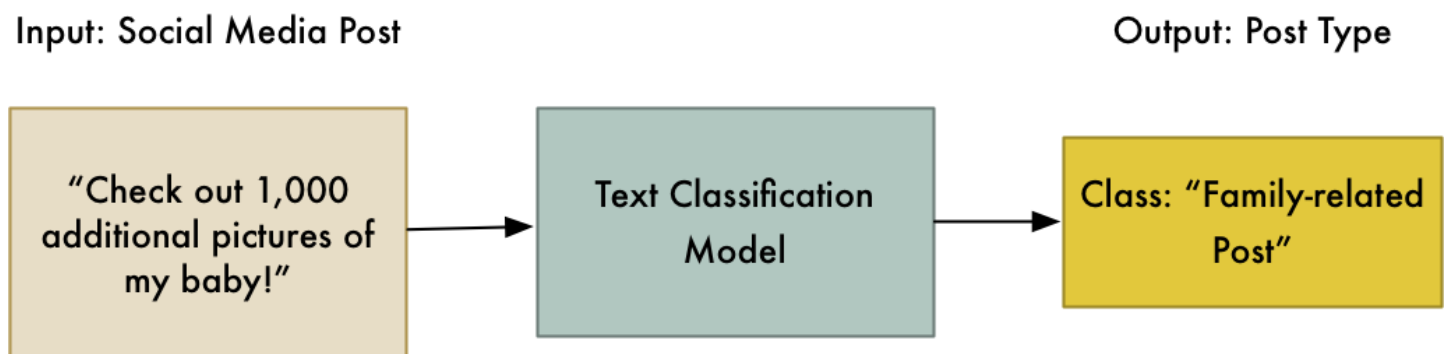 Input: Social Media Post
Output: Post Type
“Check out 1,000
additional pictures of
my baby!”
Text Classification
Model
Class: “Family-related
Post”